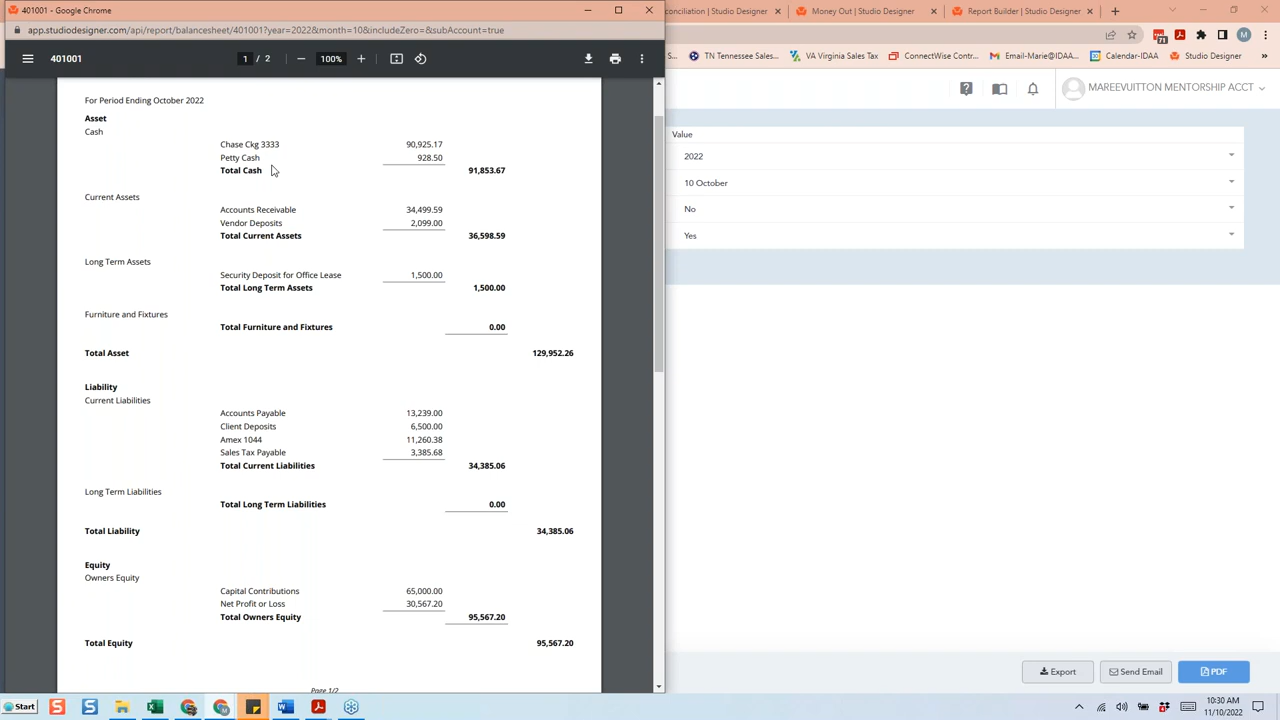 401001 - Google Chrome
onciliation | Studio Designer
Money Out | Studio Designer
Report Builder | Studio Designer
app.studiodesigner.com/api/report/balancesheet/401001?year=2022&month=10&includeZero=&subAccount=true
TN Tennessee Sales...
VA Virginia Sales Tax
ConnectWise Contr...
Email-Marie@IDAA...
Calender-IDAA
401001
1 / 2
100%
MAREEVUITTON MENTORSHIP ACCT
For Period Ending October 2022
Asset
Cash
Chase Ckg 3333 90,925.17
Petty Cash 928.50
Total Cash 91,853.67
Current Assets
Accounts Receivable 34,499.59
Vendor Deposits 2,099.00
Total Current Assets 36,598.59
Long Term Assets
Security Deposit for Office Lease 1,500.00
Total Long Term Assets 1,500.00
Furniture and Fixtures
Total Furniture and Fixtures 0.00
Total Asset 129,952.26
Liability
Current Liabilities
Accounts Payable 13,239.00
Client Deposits 6,500.00
Amex 1044 11,260.38
Sales Tax Payable 3,385.68
Total Current Liabilities 34,385.06
Long Term Liabilities
Total Long Term Liabilities 0.00
Total Liability 34,385.06
Equity
Owners Equity
Capital Contributions 65,000.00
Net Profit or Loss 30,567.20
Total Owners Equity 95,567.20
Total Equity 95,567.20
Page 1/2
Value
2022
10 October
No
Yes
Export
Send Email
PDF
Start
10:30 AM
11/10/2022